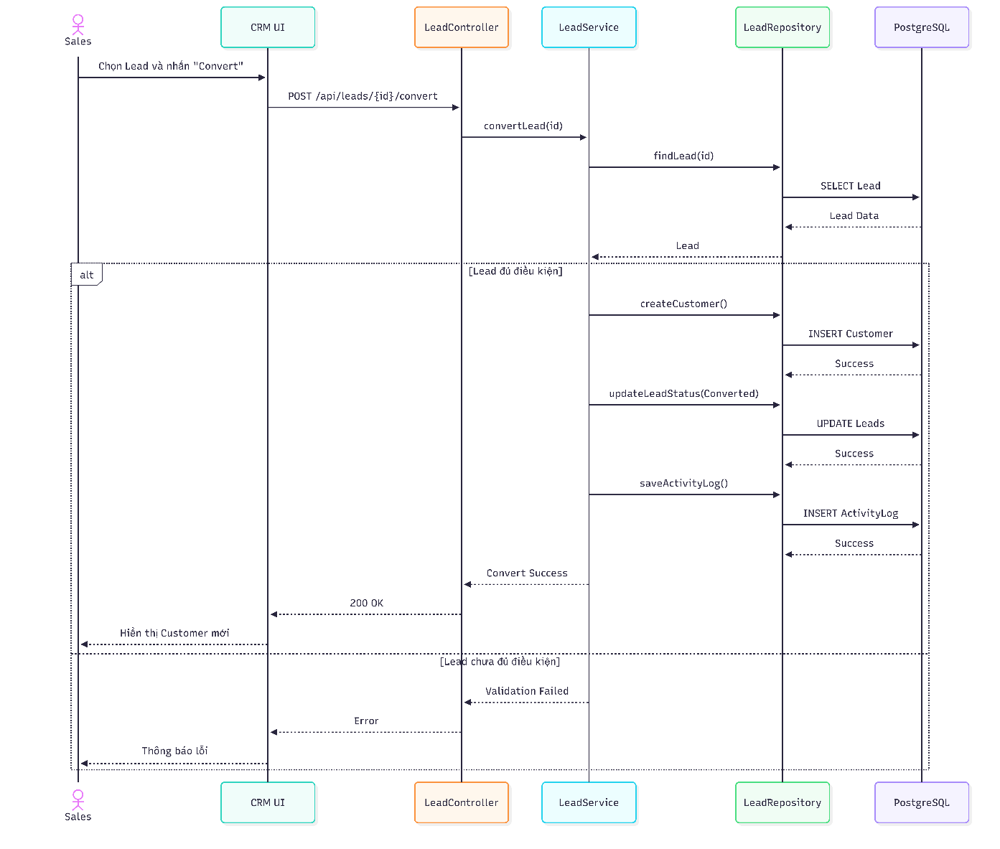 Sales
CRM UI
LeadController
LeadService
LeadRepository
PostgreSQL
Chọn Lead và nhấn "Convert"
POST /api/leads/{id}/convert
convertLead(id)
findLead(id)
SELECT Lead
Lead Data
Lead
alt
[Lead đủ điều kiện]
createCustomer()
INSERT Customer
Success
updateLeadStatus(Converted)
UPDATE Leads
Success
saveActivityLog()
INSERT ActivityLog
Success
Convert Success
200 OK
Hiển thị Customer mới
[Lead chưa đủ điều kiện]
Validation Failed
Error
Thông báo lỗi
Sales
CRM UI
LeadController
LeadService
LeadRepository
PostgreSQL